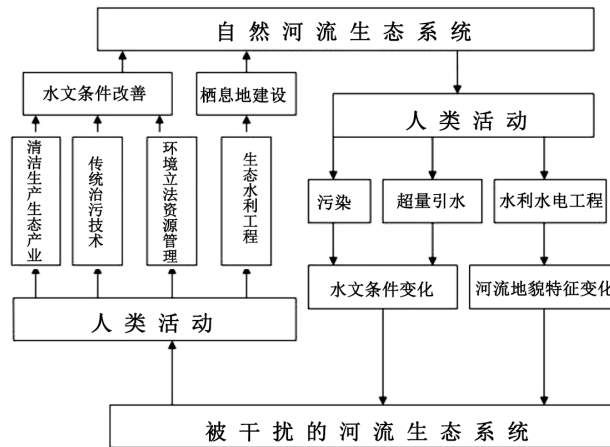 自然河流生态系统
水文条件改善
栖息地建设
人类活动
清洁生产生态产业
传统治污技术
环境立法资源管理
生态水利工程
污染
超量引水
水利水电工程
水文条件变化
河流地貌特征变化
人类活动
被干扰的河流生态系统